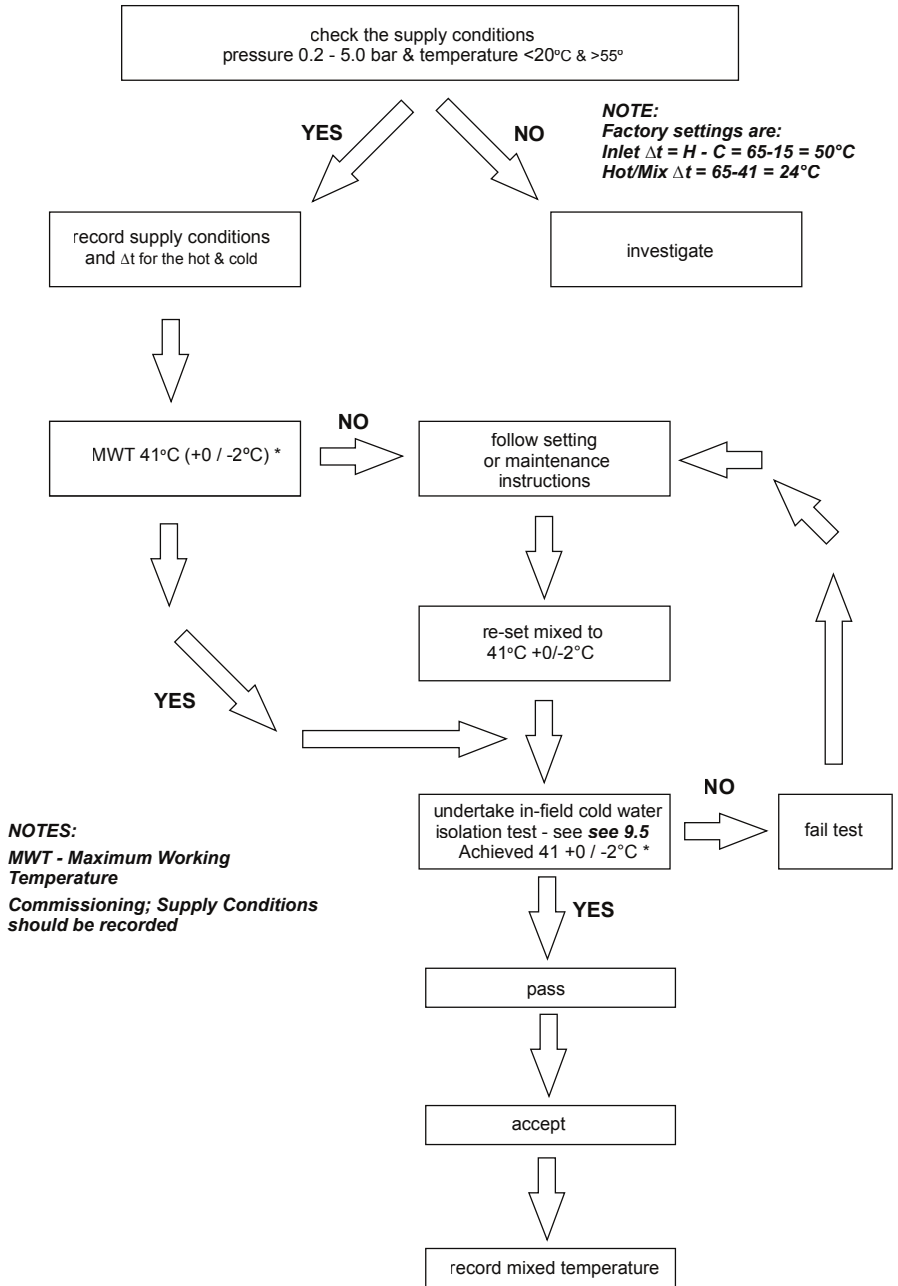 check the supply conditions
pressure 0.2 - 5.0 bar & temperature <20ºC & >55º
YES
NO
NOTE:
Factory settings are:
Inlet Δt = H - C = 65-15 = 50°C
Hot/Mix Δt = 65-41 = 24°C
record supply conditions
and Δt for the hot & cold
investigate
MWT 41ºC (+0 / -2ºC) *
NO
follow setting
or maintenance
instructions
re-set mixed to
41ºC +0/-2°C
YES
undertake in-field cold water
isolation test - see see 9.5
Achieved 41 +0 / -2°C *
NO
fail test
NOTES:
MWT - Maximum Working
Temperature
Commissioning; Supply Conditions
should be recorded
YES
pass
accept
record mixed temperature